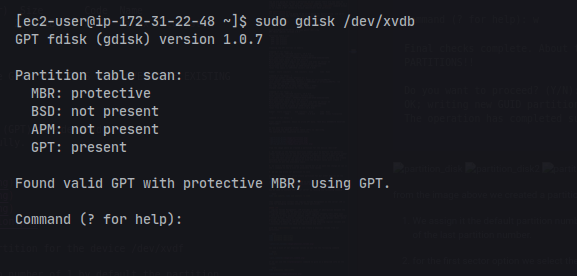 [ec2-user@ip-172-31-22-48 ~]$ sudo gdisk /dev/xvdb
GPT fdisk (gdisk) version 1.0.7
Partition table scan:
  MBR: protective
  BSD: not present
  APM: not present
  GPT: present
Found valid GPT with protective MBR; using GPT.
Command (? for help):